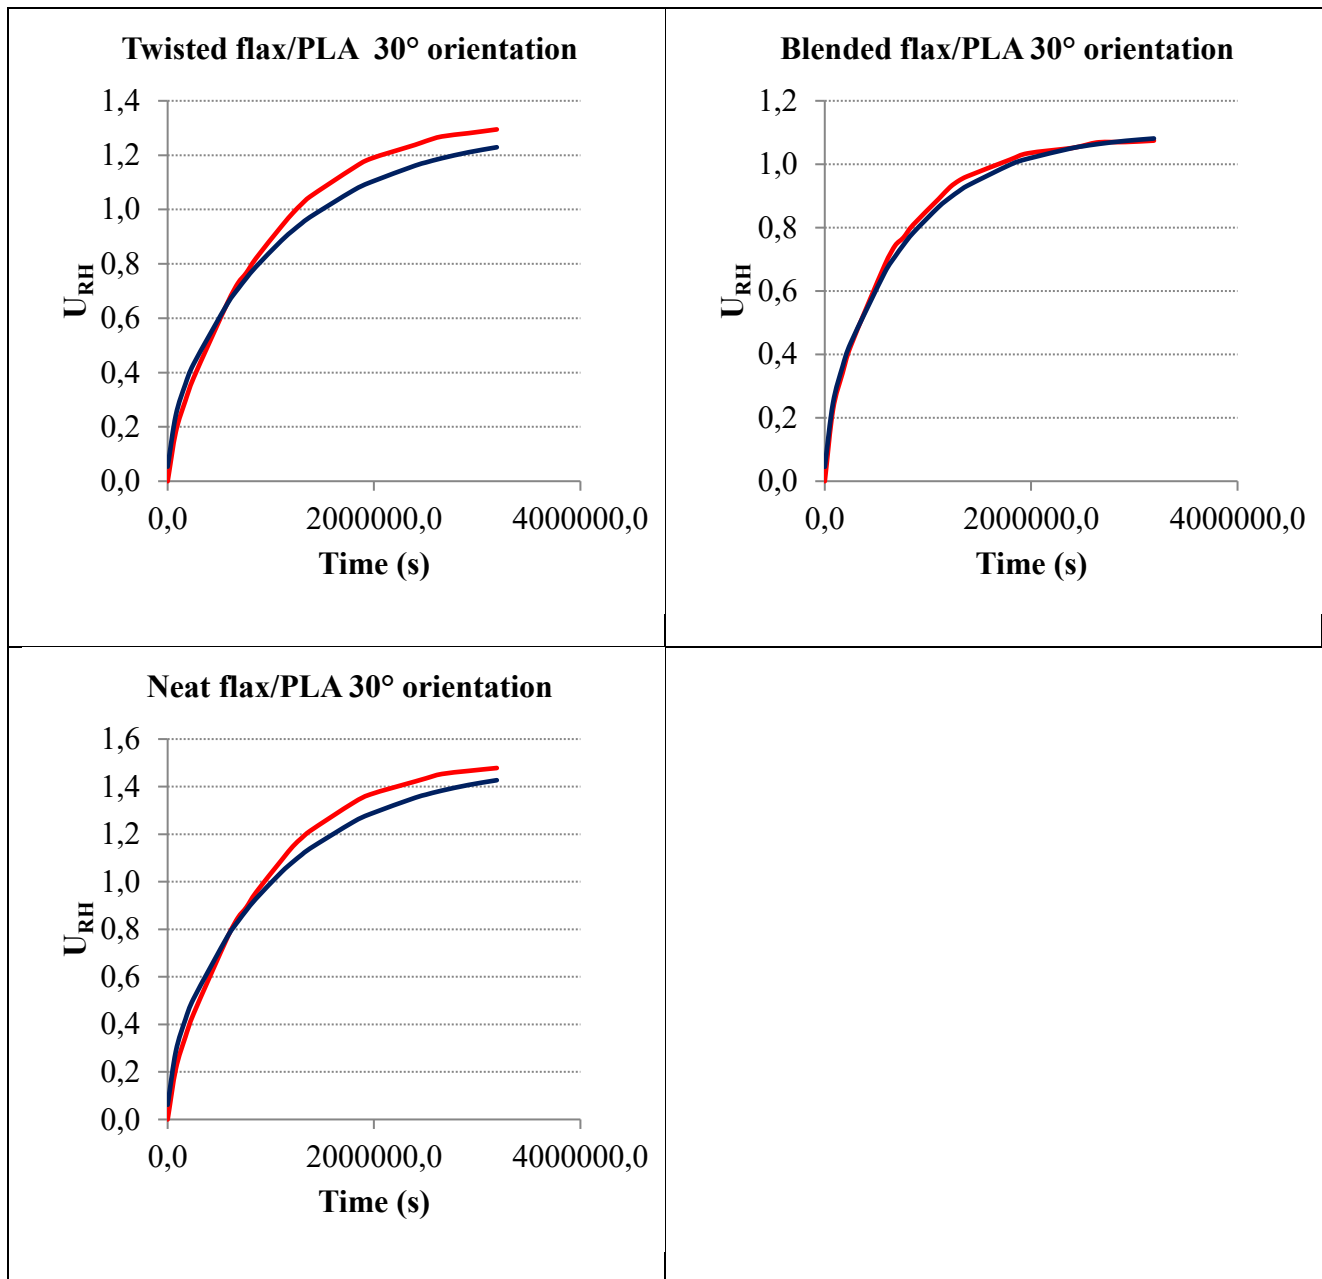 Twisted flax/PLA  30° orientation
1,4
1,2
1,0
0,8
0,6
0,4
0,2
0,0
U_RH
0,0 2000000,0 4000000,0
Time (s)
Blended flax/PLA 30° orientation
1,2
1,0
0,8
0,6
0,4
0,2
0,0
U_RH
0,0 2000000,0 4000000,0
Time (s)
Neat flax/PLA 30° orientation
1,6
1,4
1,2
1,0
0,8
0,6
0,4
0,2
0,0
U_RH
0,0 2000000,0 4000000,0
Time (s)